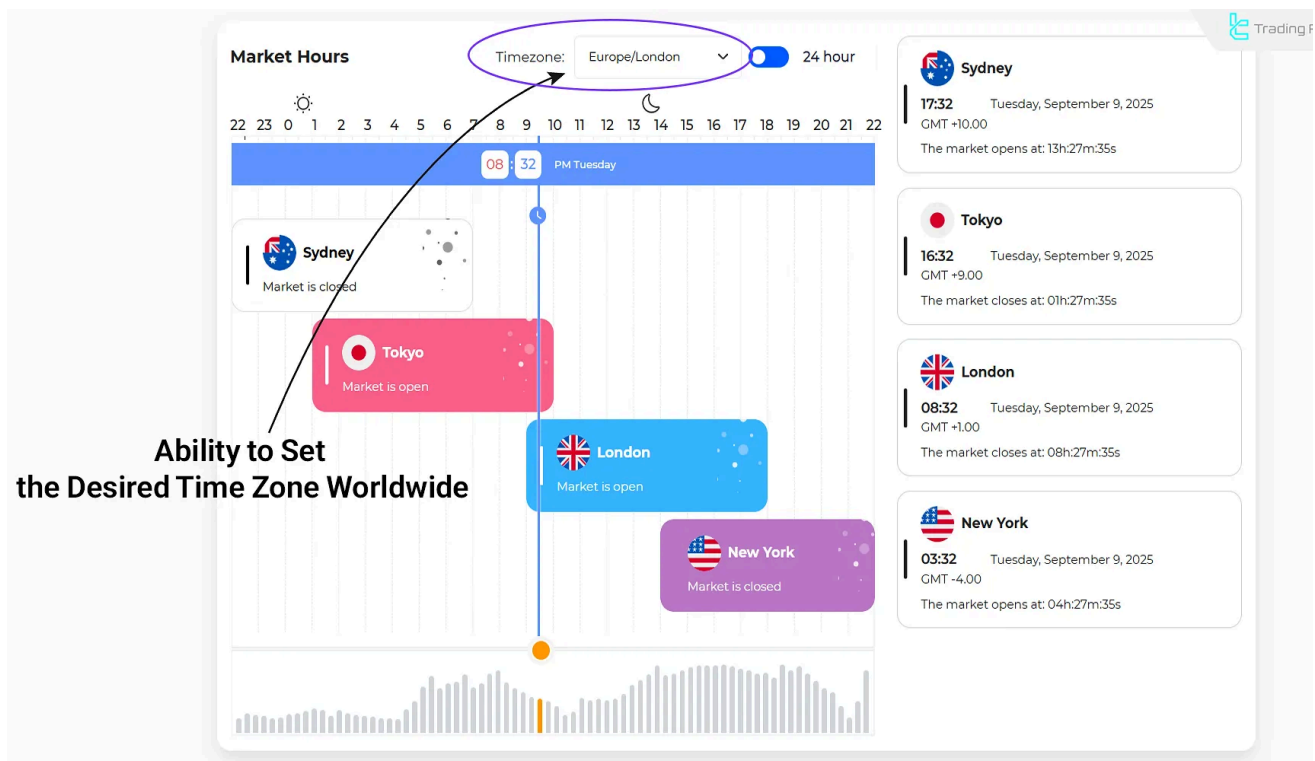 Trading F
Market Hours
Timezone:
Europe/London
24 hour
22 23 0 1 2 3 4 5 6 7 8 9 10 11 12 13 14 15 16 17 18 19 20 21 22
08 : 32 PM Tuesday
Sydney
Market is closed
Tokyo
Market is open
London
Market is open
New York
Market is closed
Ability to Set
the Desired Time Zone Worldwide
Sydney
17:32 Tuesday, September 9, 2025
GMT +10.00
The market opens at: 13h:27m:35s
Tokyo
16:32 Tuesday, September 9, 2025
GMT +9.00
The market closes at: 01h:27m:35s
London
08:32 Tuesday, September 9, 2025
GMT +1.00
The market closes at: 08h:27m:35s
New York
03:32 Tuesday, September 9, 2025
GMT -4.00
The market opens at: 04h:27m:35s